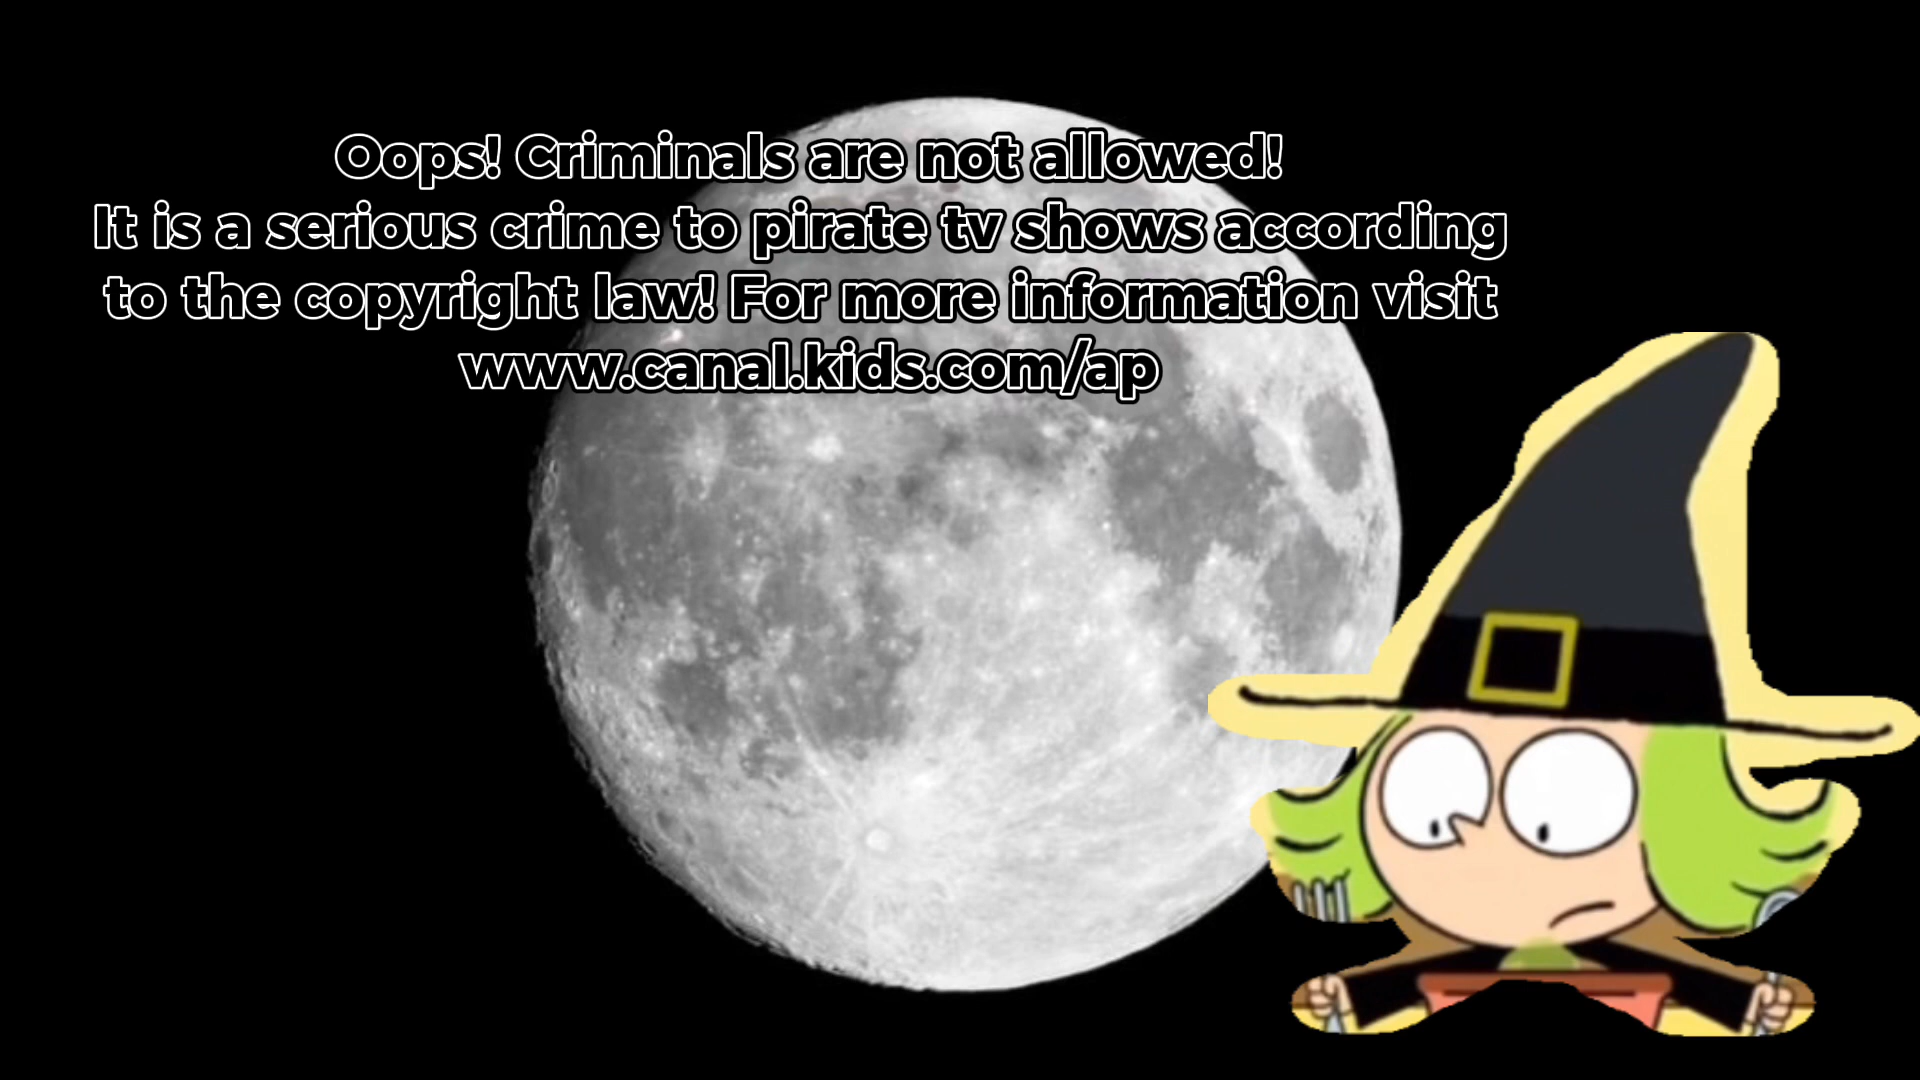 Oops! Criminals are not allowed!
It is a serious crime to pirate tv shows according
to the copyright law! For more information visit
www.canal.kids.com/ap